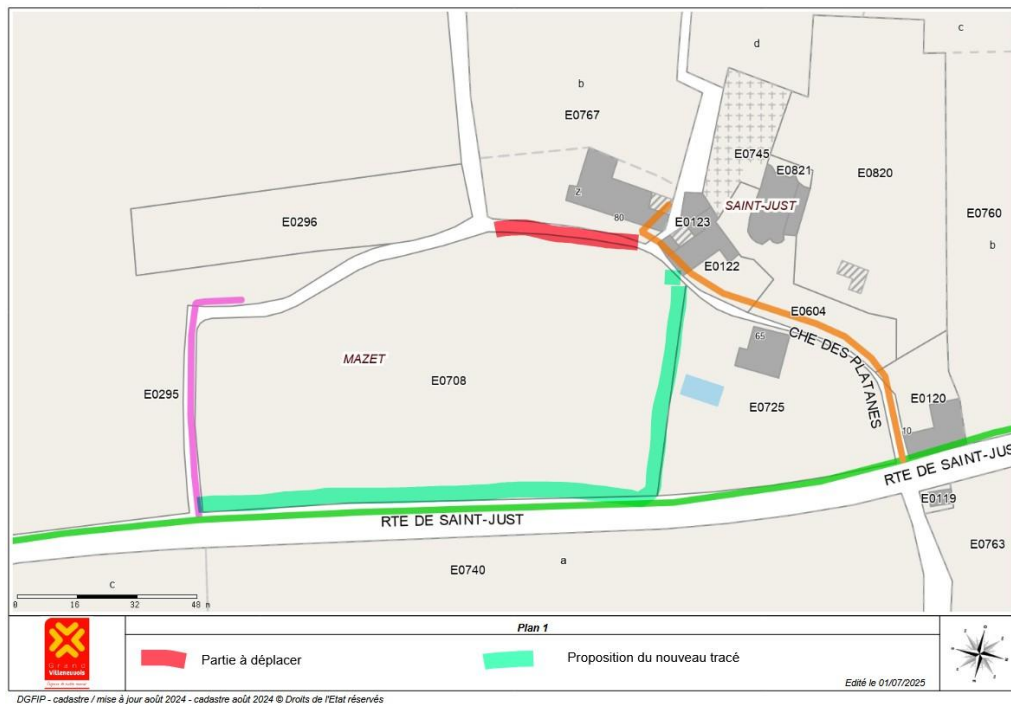 c
d
b
E0767
E0745
E0821
E0820
E0296
Z
80
E0123
SAINT-JUST
E0760
b
E0122
E0604
CHE DES PLATANES
65
MAZET
E0708
E0295
E0725
E0120
10
RTE DE SAINT-JUS
E0119
RTE DE SAINT-JUST
E0763
E0740
a
c
0 16 32 48 m
Plan 1
Grand
Villeneuvois
Partie à déplacer
Proposition du nouveau tracé
Edité le 01/07/2025
DGFIP - cadastre / mise à jour août 2024 - cadastre août 2024 © Droits de l'Etat réservés